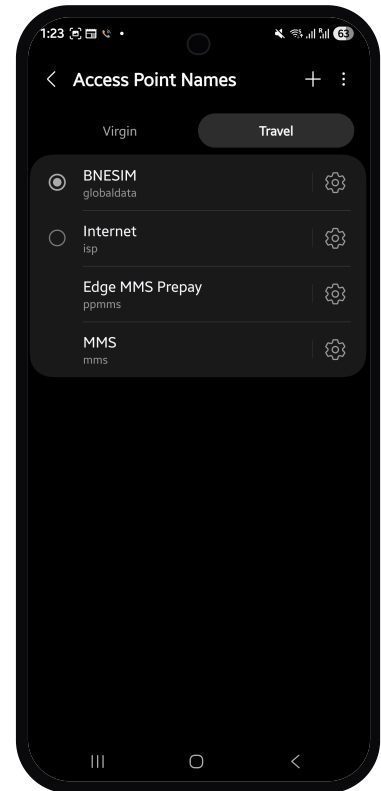 1:23 63
Access Point Names
Virgin Travel
BNESIM
globaldata
Internet
isp
Edge MMS Prepay
ppmms
MMS
mms